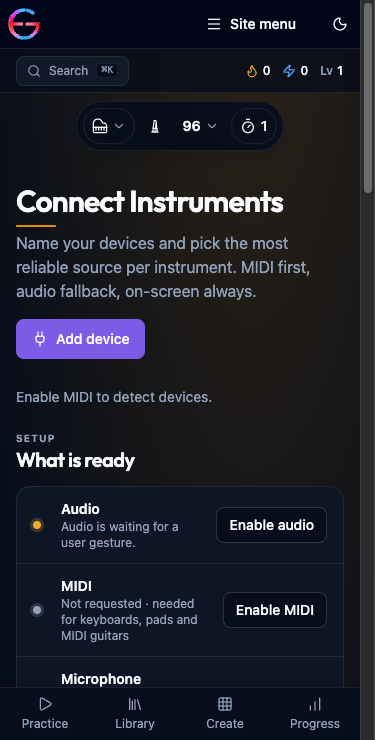 Site menu
Search ⌘K
0
0
Lv 1
96
1
Connect Instruments
Name your devices and pick the most
reliable source per instrument. MIDI first,
audio fallback, on-screen always.
Add device
Enable MIDI to detect devices.
SETUP
What is ready
Audio
Audio is waiting for a
user gesture.
Enable audio
MIDI
Not requested · needed
for keyboards, pads and
MIDI guitars
Enable MIDI
Microphone
Practice
Library
Create
Progress